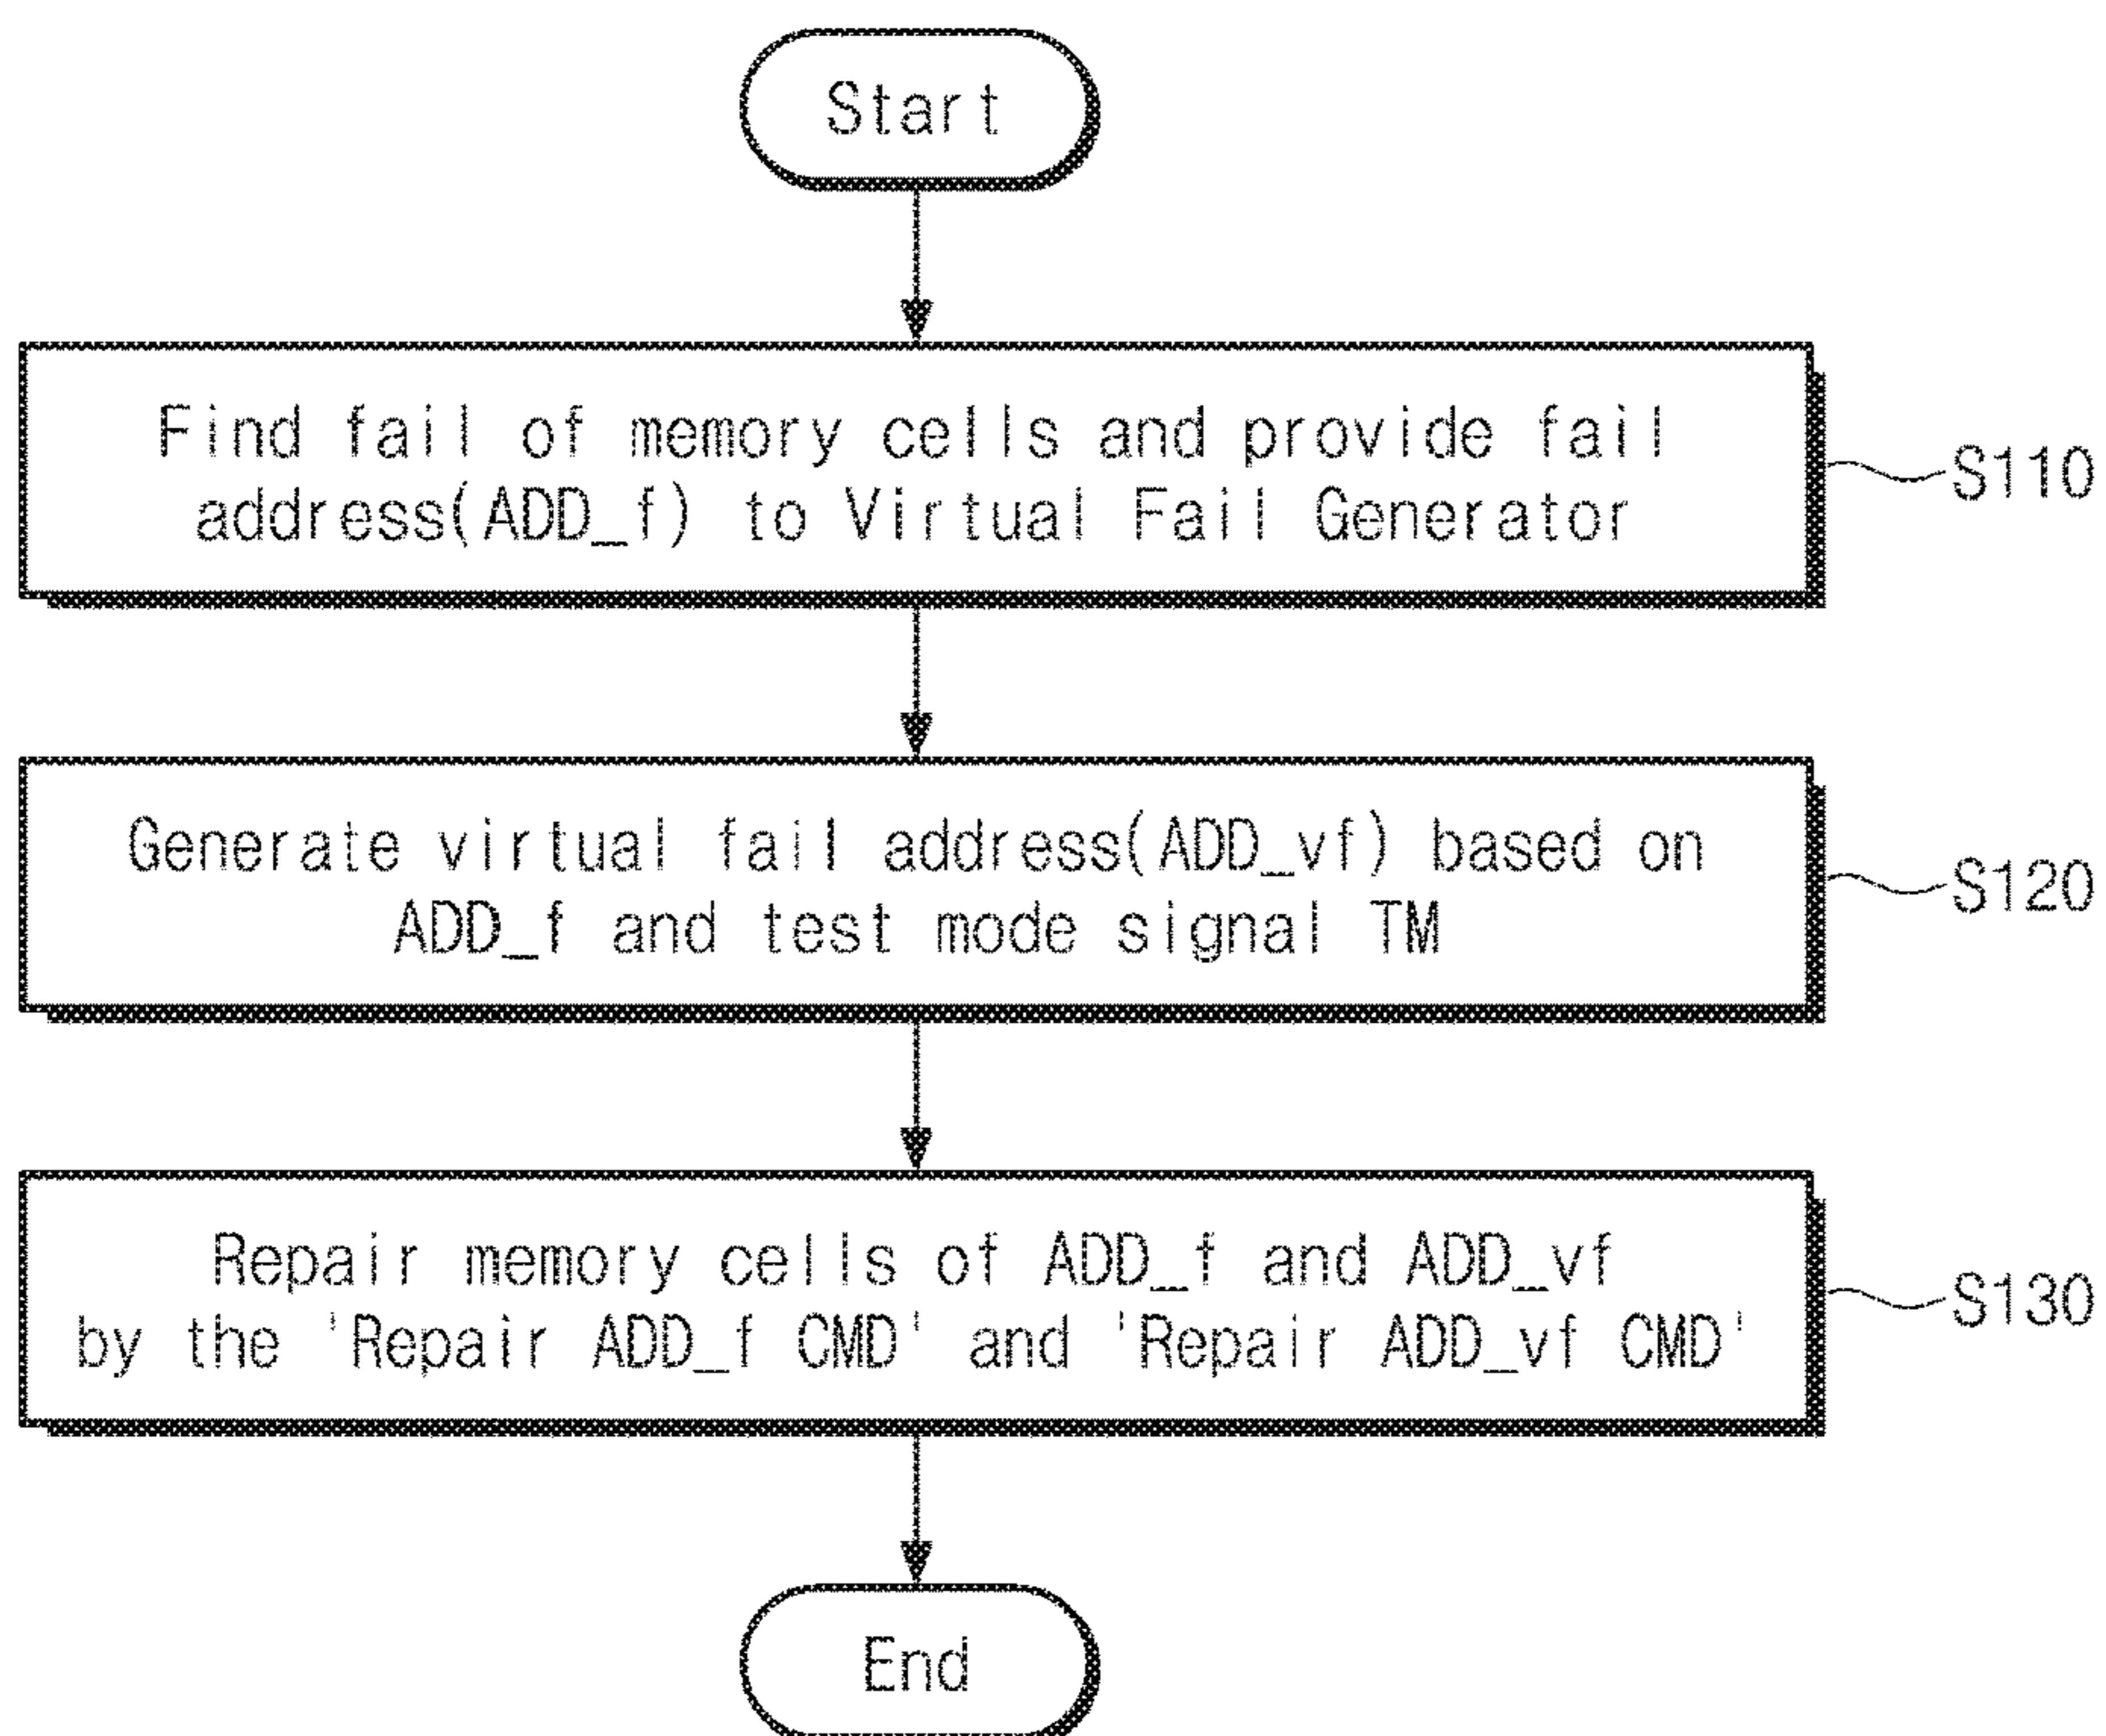 Start
Find fail of memory cells and provide fail
address(ADD_f) to Virtual Fail Generator
S110
Generate virtual fail address(ADD_vf) based on
ADD_f and test mode signal TM
S120
Repair memory cells of ADD_f and ADD_vf
by the 'Repair ADD_f CMD' and 'Repair ADD_vf CMD'
S130
End